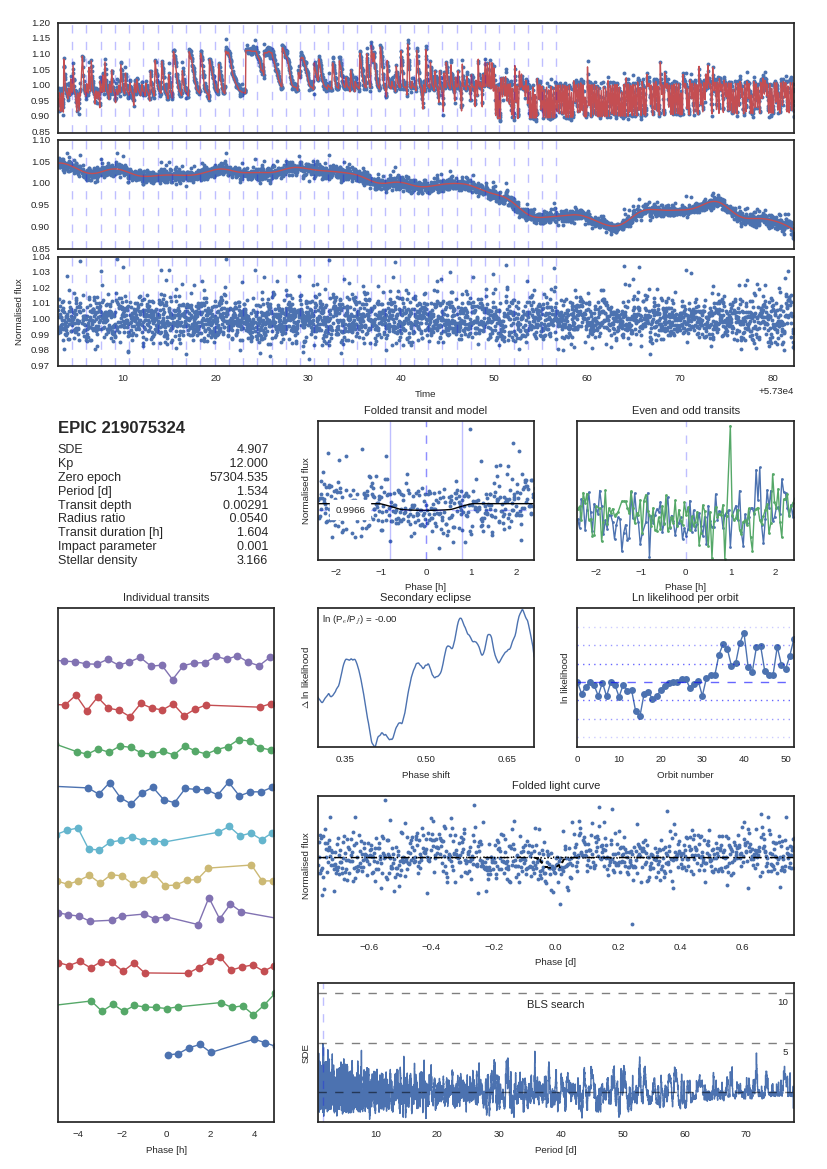 1.20
1.15
1.10
1.05
1.00
0.95
0.90
0.85
1.10
1.05
1.00
0.95
0.90
0.85
1.04
1.03
1.02
1.01
1.00
0.99
0.98
0.97
Normalised flux
10 20 30 40 50 60 70 80
Time
+5.73e4
EPIC 219075324
SDE 4.907
Kp 12.000
Zero epoch 57304.535
Period [d] 1.534
Transit depth 0.00291
Radius ratio 0.0540
Transit duration [h] 1.604
Impact parameter 0.001
Stellar density 3.166
Folded transit and model
Normalised flux
0.9966
−2 −1 0 1 2
Phase [h]
Even and odd transits
−2 −1 0 1 2
Phase [h]
Individual transits
−4 −2 0 2 4
Phase [h]
Secondary eclipse
ln (Pₑ/P𝑓) = -0.00
Δ ln likelihood
0.35 0.50 0.65
Phase shift
Ln likelihood per orbit
ln likelihood
0 10 20 30 40 50
Orbit number
Folded light curve
Normalised flux
−0.6 −0.4 −0.2 0.0 0.2 0.4 0.6
Phase [d]
BLS search
10
5
SDE
10 20 30 40 50 60 70
Period [d]